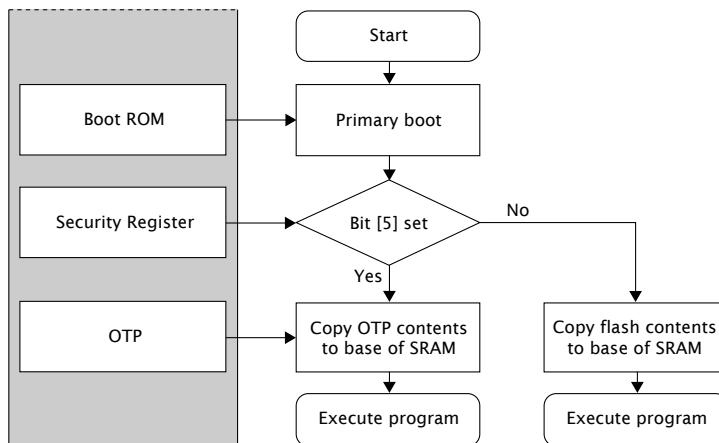 Start
Boot ROM
Primary boot
Security Register
Bit [5] set
No
Yes
OTP
Copy OTP contents
to base of SRAM
Copy flash contents
to base of SRAM
Execute program
Execute program